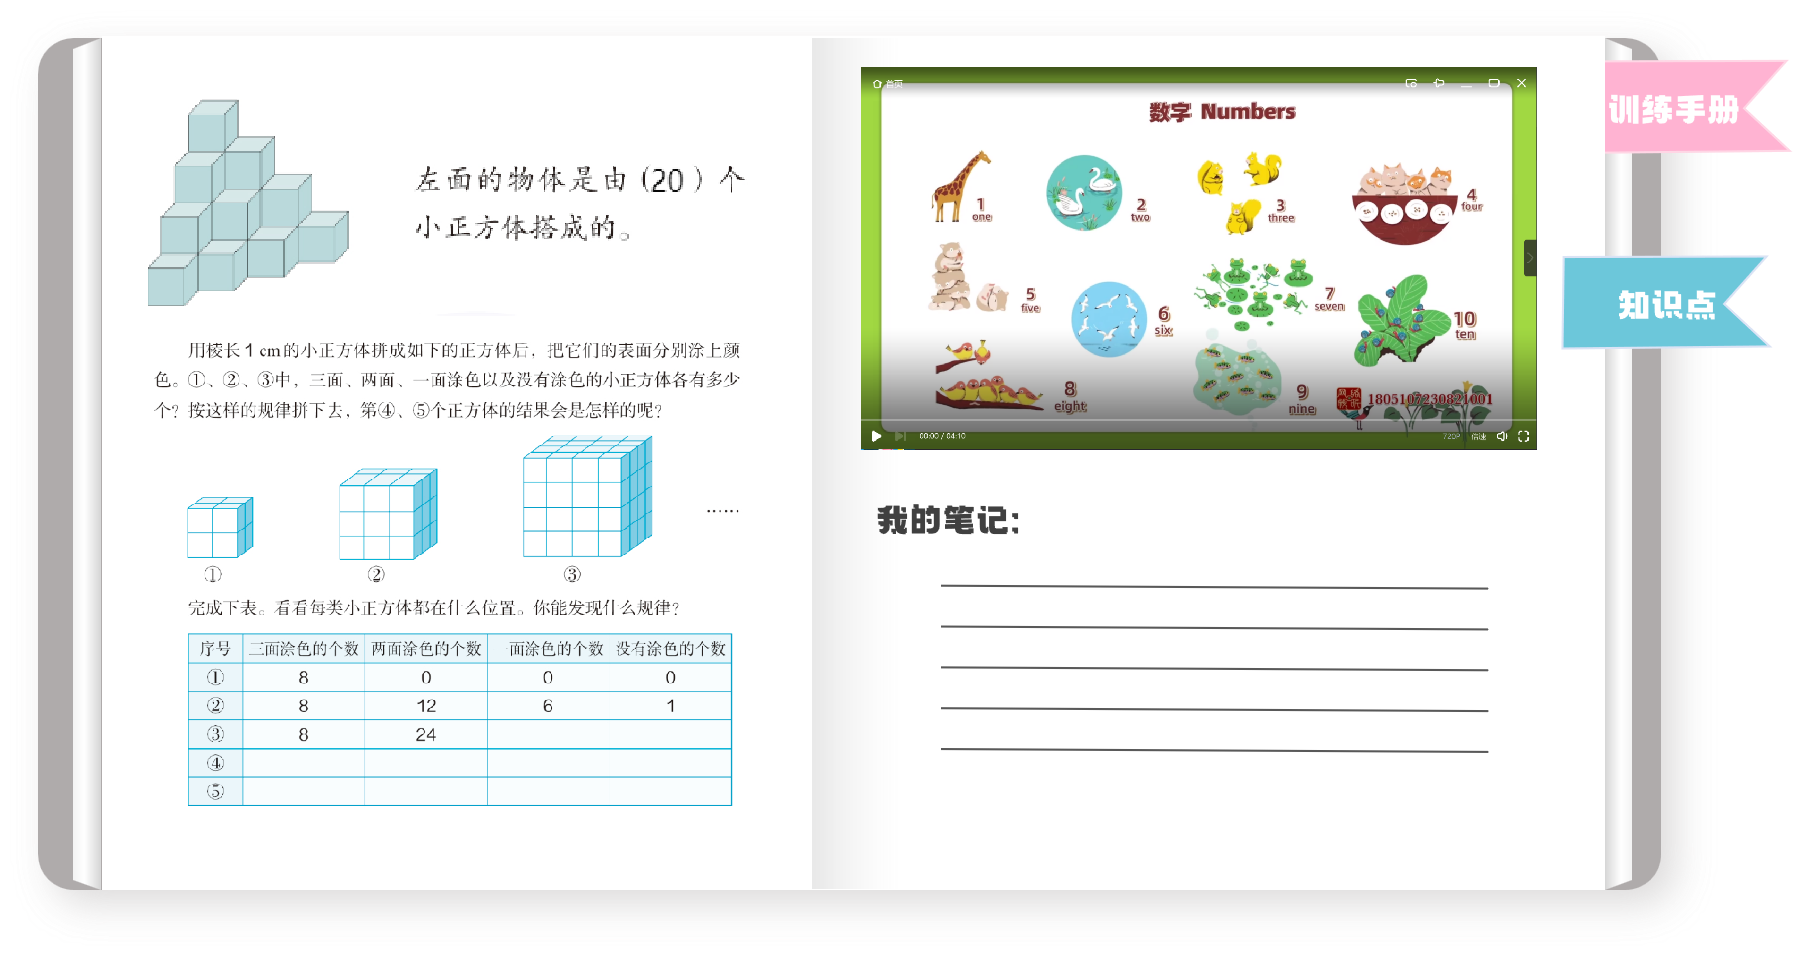 左面的物体是由（20）个
小正方体搭成的。
用棱长1 cm的小正方体拼成如下的正方体后，把它们的表面分别涂上颜
色。①、②、③中，三面、两面、一面涂色以及没有涂色的小正方体各有多少
个？按这样的规律拼下去，第④、⑤个正方体的结果会是怎样的呢？
……
① ② ③
完成下表。看看每类小正方体都在什么位置。你能发现什么规律？
序号 三面涂色的个数 两面涂色的个数 一面涂色的个数 没有涂色的个数
① 8 0 0 0
② 8 12 6 1
③ 8 24
④
⑤
首页
数字 Numbers
1 one
2 two
3 three
4 four
5 five
6 six
7 seven
10 ten
8 eight
9 nine
1805107230821001
00:00 / 04:10
720P 倍速
我的笔记：
训练手册
知识点